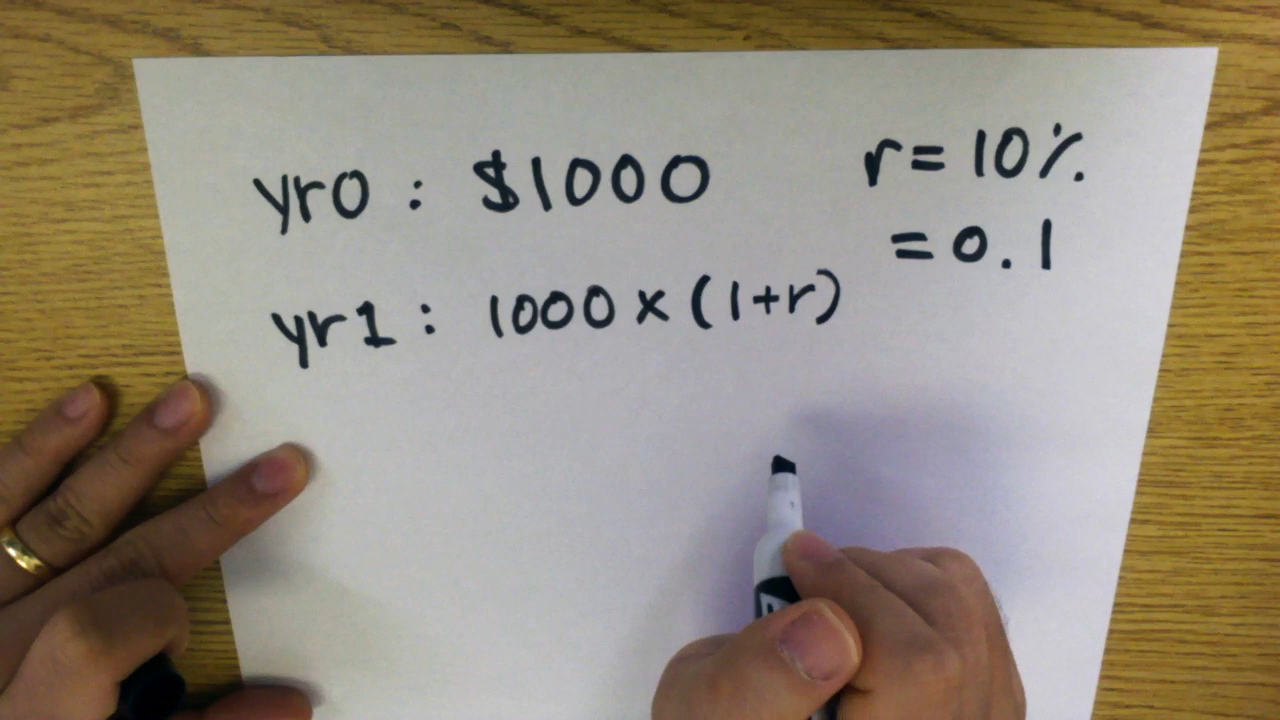 yr0 : $1000
r = 10%
= 0.1
yr1 : 1000 x (1+r)